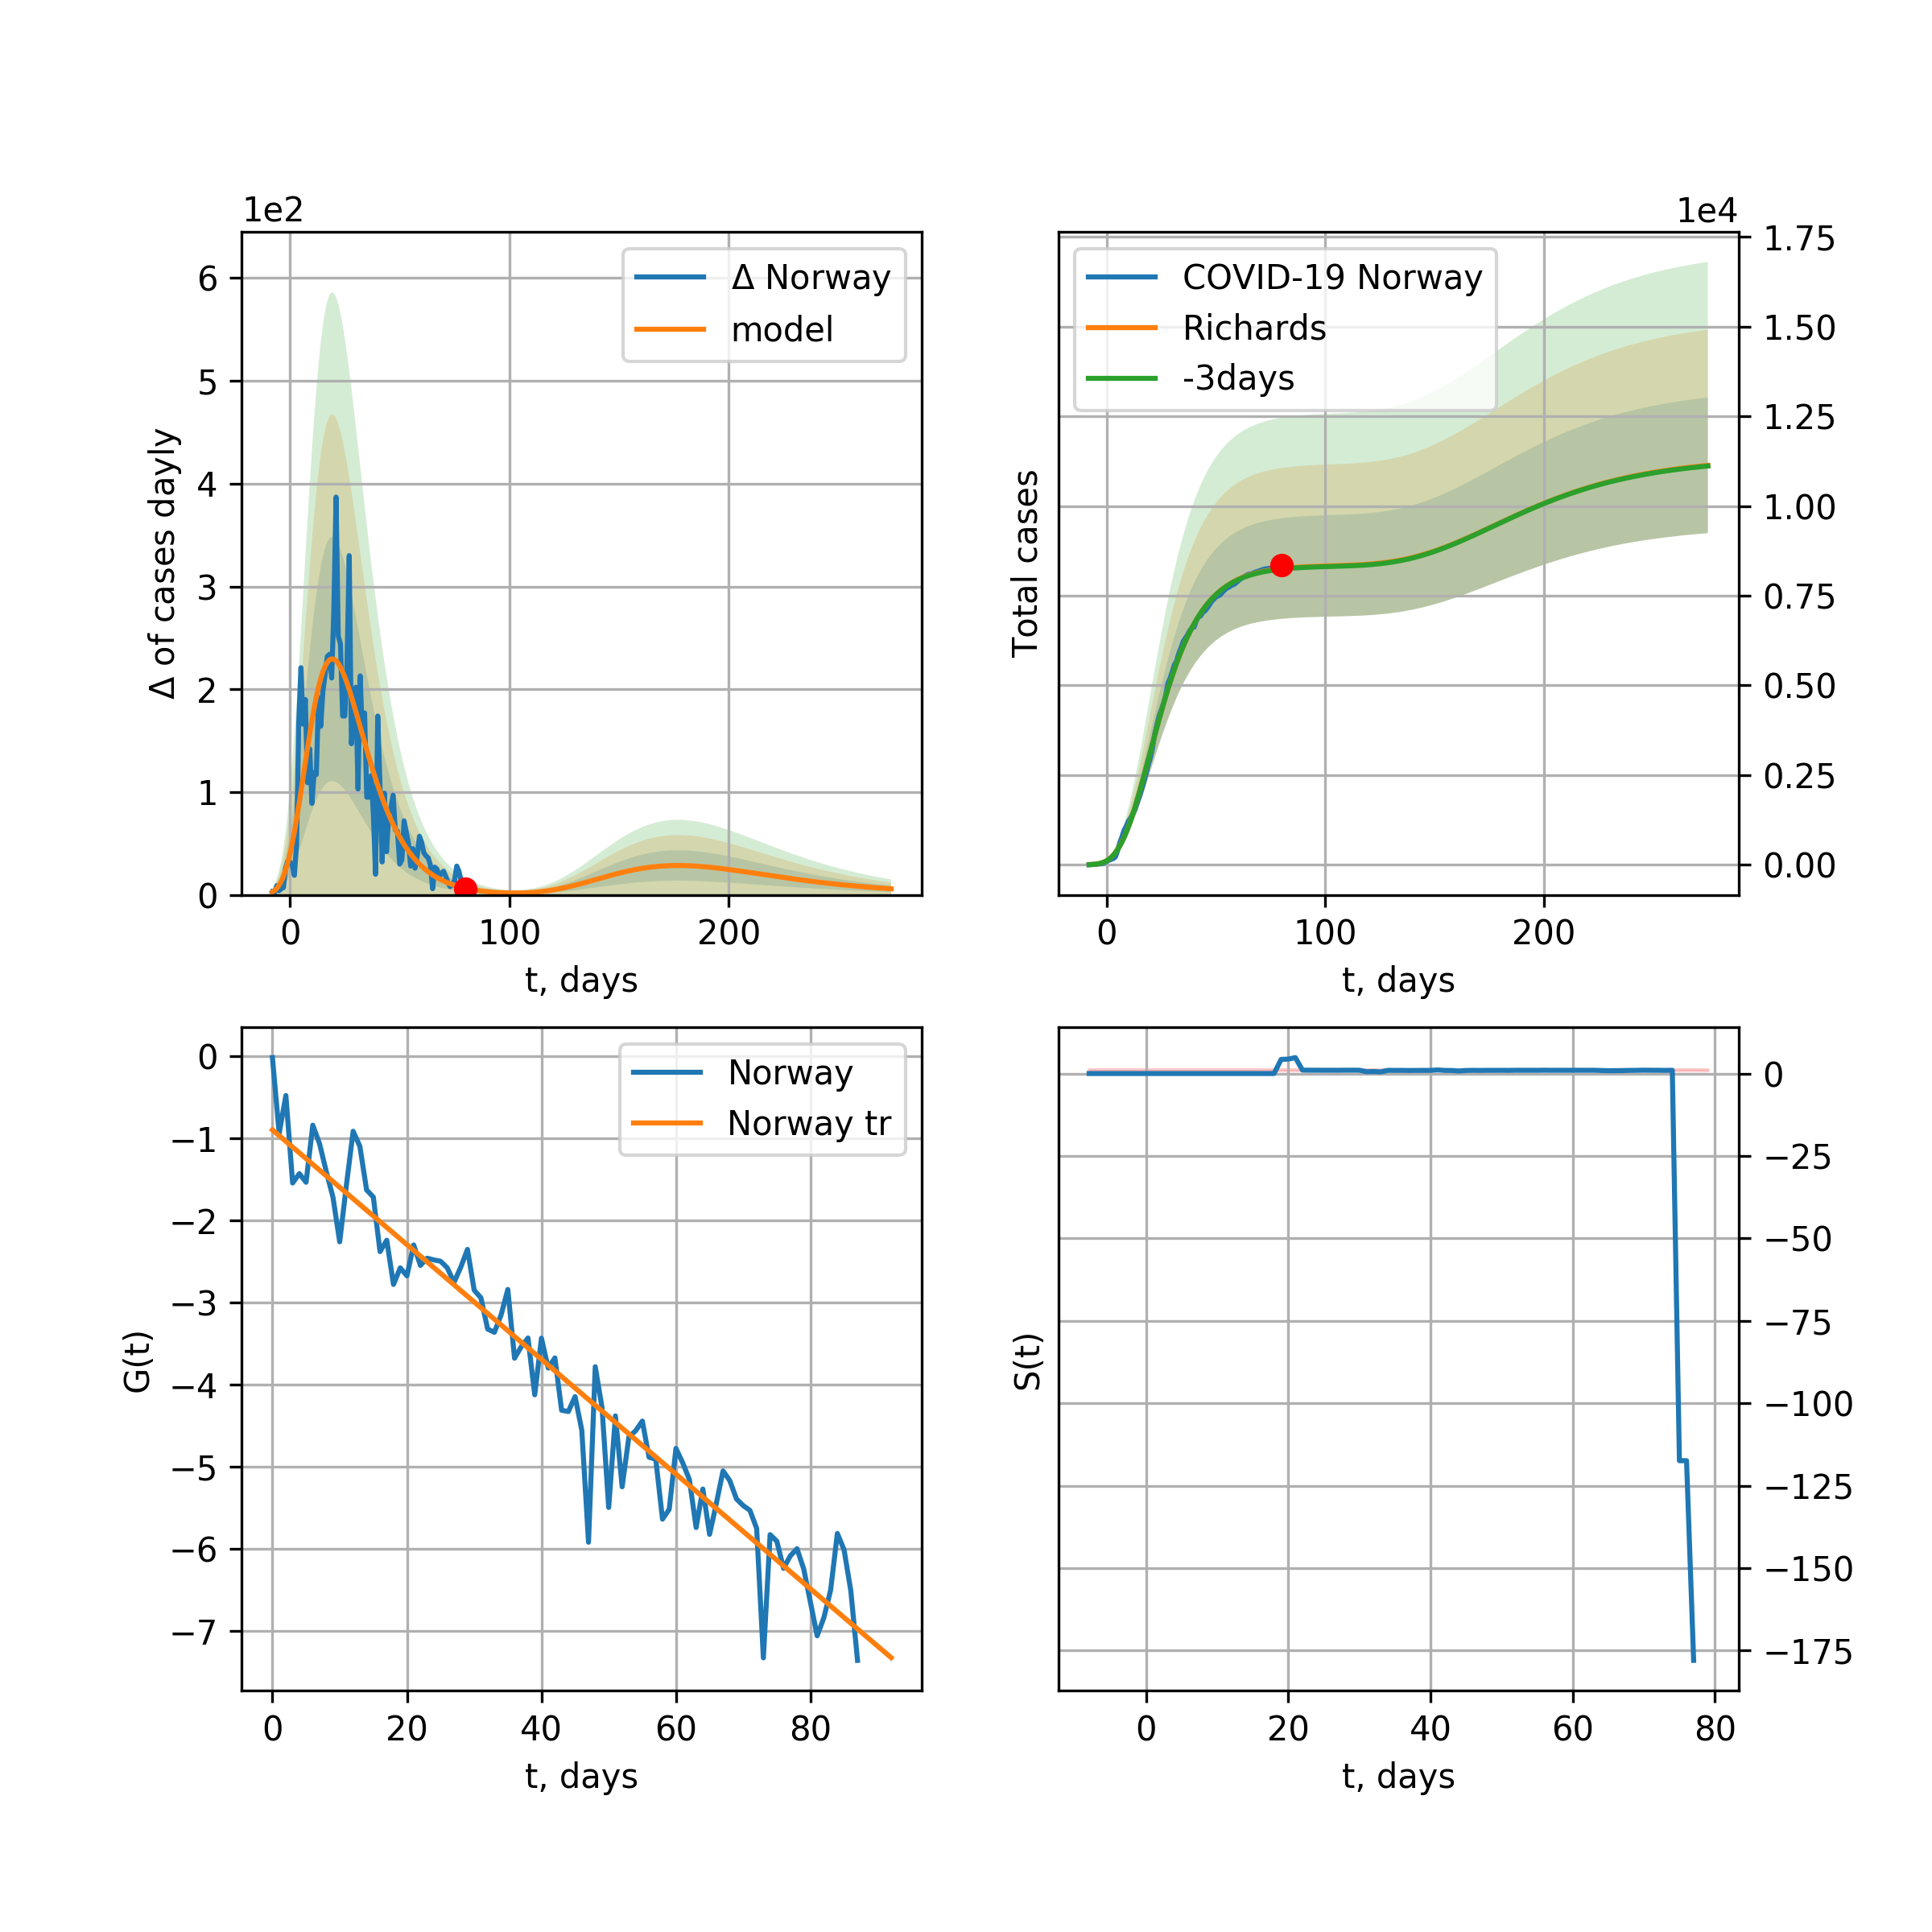 1e2
Δ of cases dayly
6
5
4
3
2
1
0
Δ Norway
model
0 100 200
t, days
1e4
Total cases
COVID-19 Norway
Richards
-3days
1.75
1.50
1.25
1.00
0.75
0.50
0.25
0.00
0 100 200
t, days
G(t)
0
−1
−2
−3
−4
−5
−6
−7
Norway
Norway tr
0 20 40 60 80
t, days
S(t)
0
−25
−50
−75
−100
−125
−150
−175
0 20 40 60 80
t, days